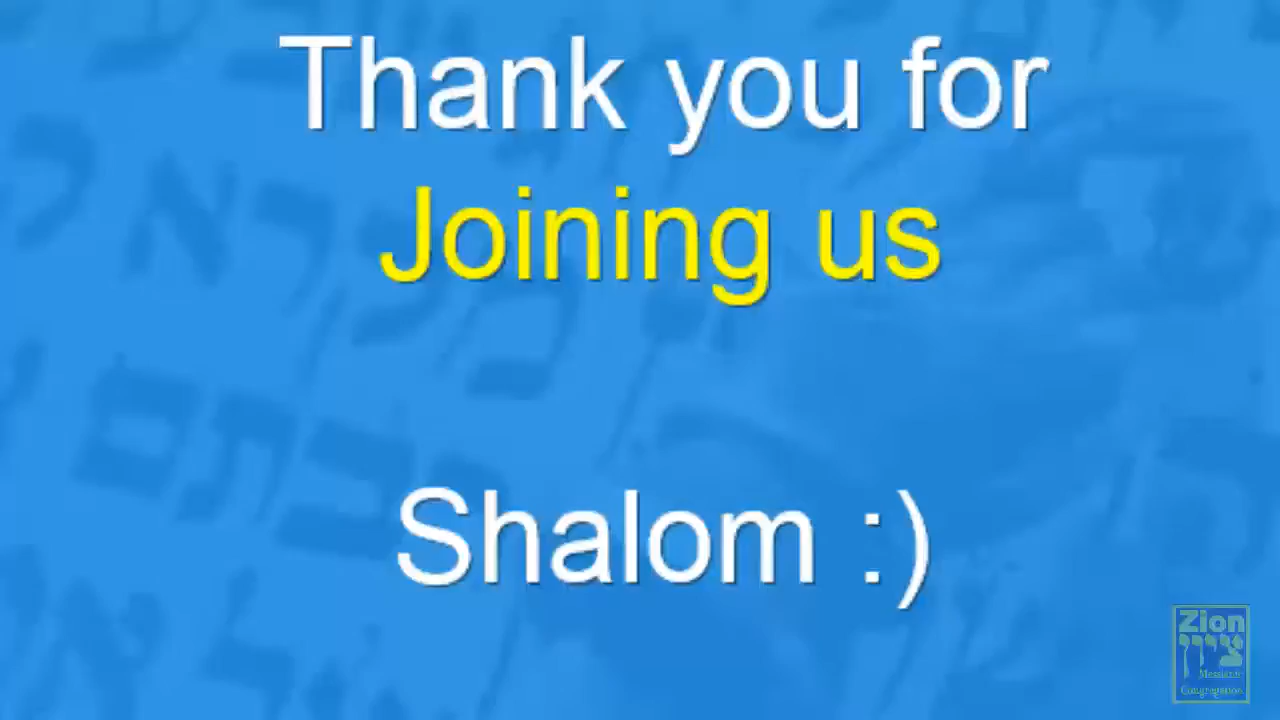 Thank you for
Joining us
Shalom :)
Zion
ציון
Messianic
Congregation